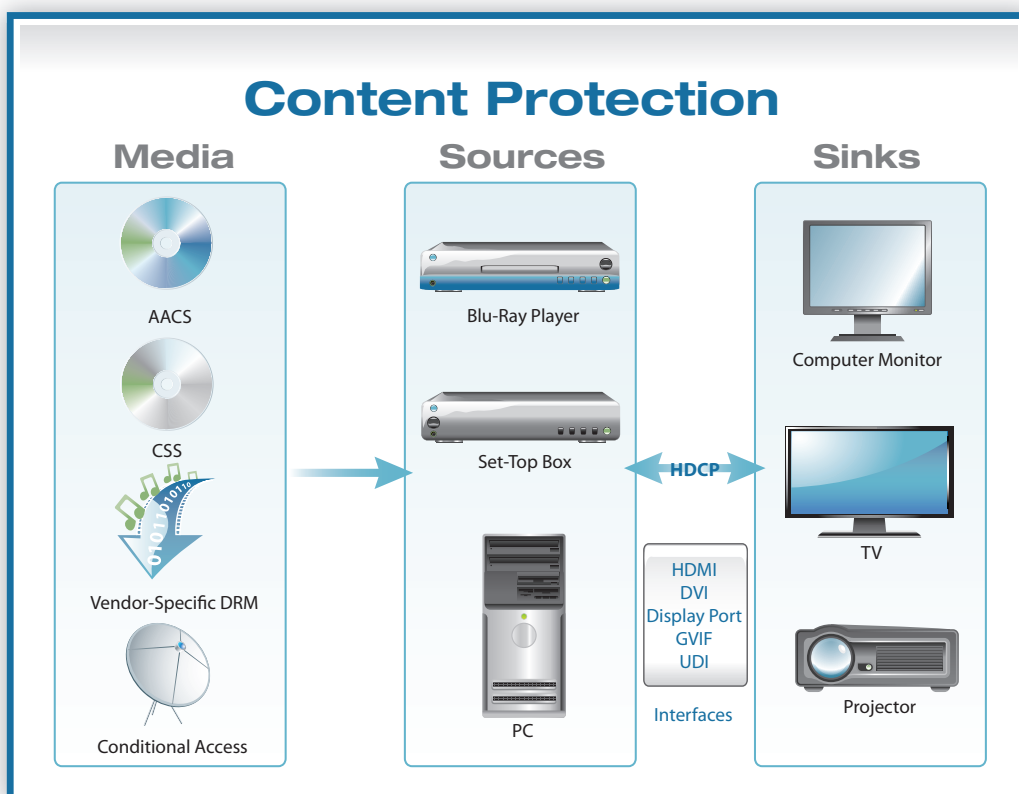 Content Protection
Media
AACS
CSS
010110101110
Vendor-Specific DRM
Conditional Access
Sources
Blu-Ray Player
Set-Top Box
PC
HDCP
HDMI
DVI
Display Port
GVIF
UDI
Interfaces
Sinks
Computer Monitor
TV
Projector